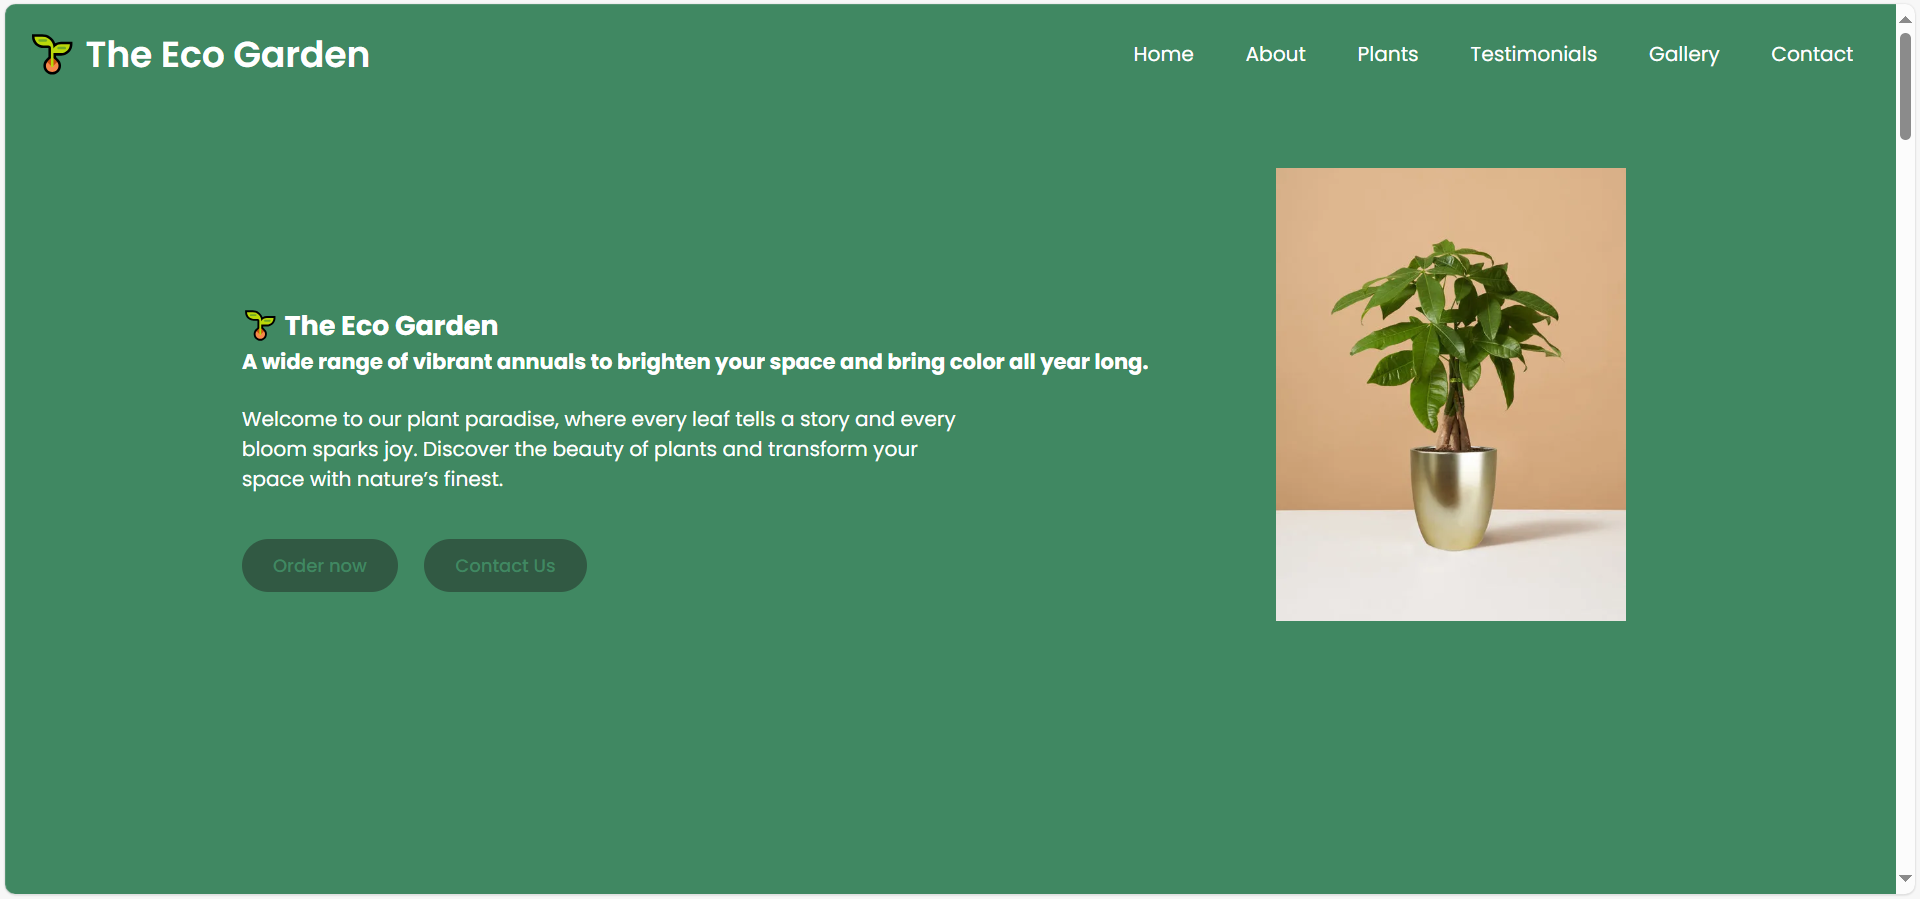 The Eco Garden
Home About Plants Testimonials Gallery Contact
The Eco Garden
A wide range of vibrant annuals to brighten your space and bring color all year long.
Welcome to our plant paradise, where every leaf tells a story and every
bloom sparks joy. Discover the beauty of plants and transform your
space with nature’s finest.
Order now Contact Us